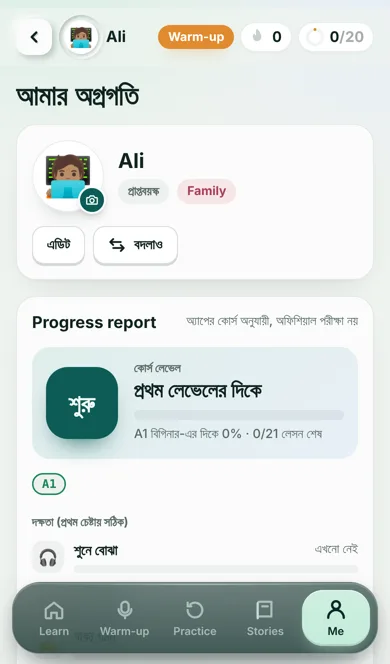 Ali
Warm-up
0
0/20
আমার অগ্রগতি
Ali
প্রাপ্তবয়স্ক
Family
এডিট
বদলাও
Progress report
অ্যাপের কোর্স অনুযায়ী, অফিশিয়াল পরীক্ষা নয়
শুরু
কোর্স লেভেল
প্রথম লেভেলের দিকে
A1 বিগিনার-এর দিকে 0% · 0/21 লেসন শেষ
A1
দক্ষতা (প্রথম চেষ্টায় সঠিক)
শুনে বোঝা
এখনো নেই
Learn
Warm-up
Practice
Stories
Me